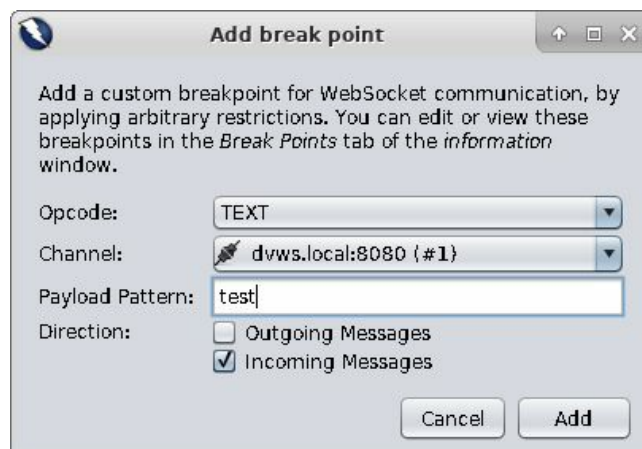 Add break point
Add a custom breakpoint for WebSocket communication, by
applying arbitrary restrictions. You can edit or view these
breakpoints in the Break Points tab of the information
window.
Opcode: TEXT
Channel: dvws.local:8080 (#1)
Payload Pattern: test
Direction: Outgoing Messages
Incoming Messages
Cancel Add